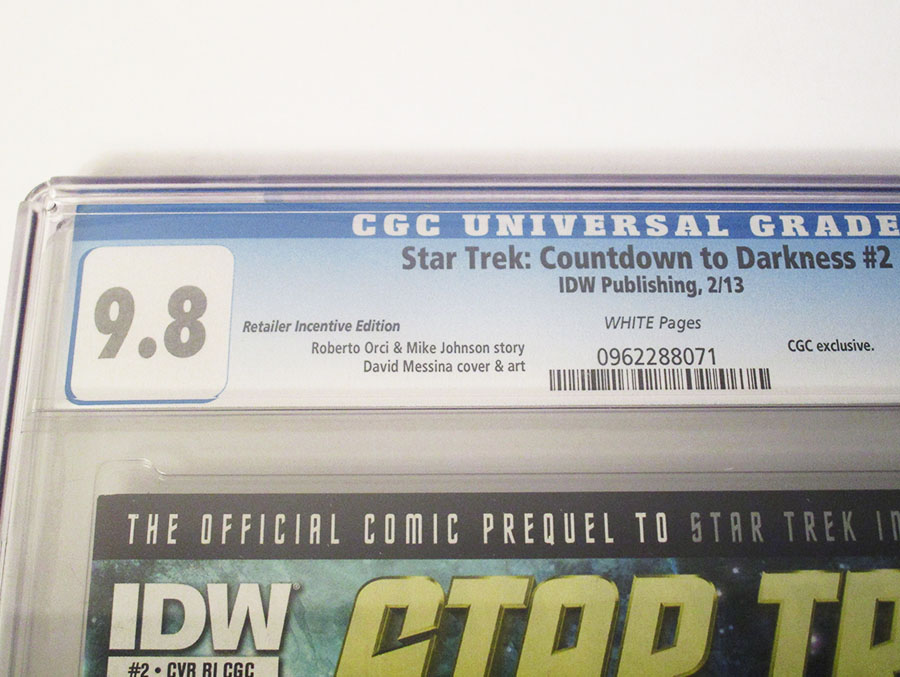 CGC UNIVERSAL GRADE
Star Trek: Countdown to Darkness #2
IDW Publishing, 2/13
9.8
Retailer Incentive Edition
WHITE Pages
Roberto Orci & Mike Johnson story
David Messina cover & art
0962288071
CGC exclusive.
THE OFFICIAL COMIC PREQUEL TO STAR TREK IN
IDW
STAR TR
#2 • CVR RI CGC